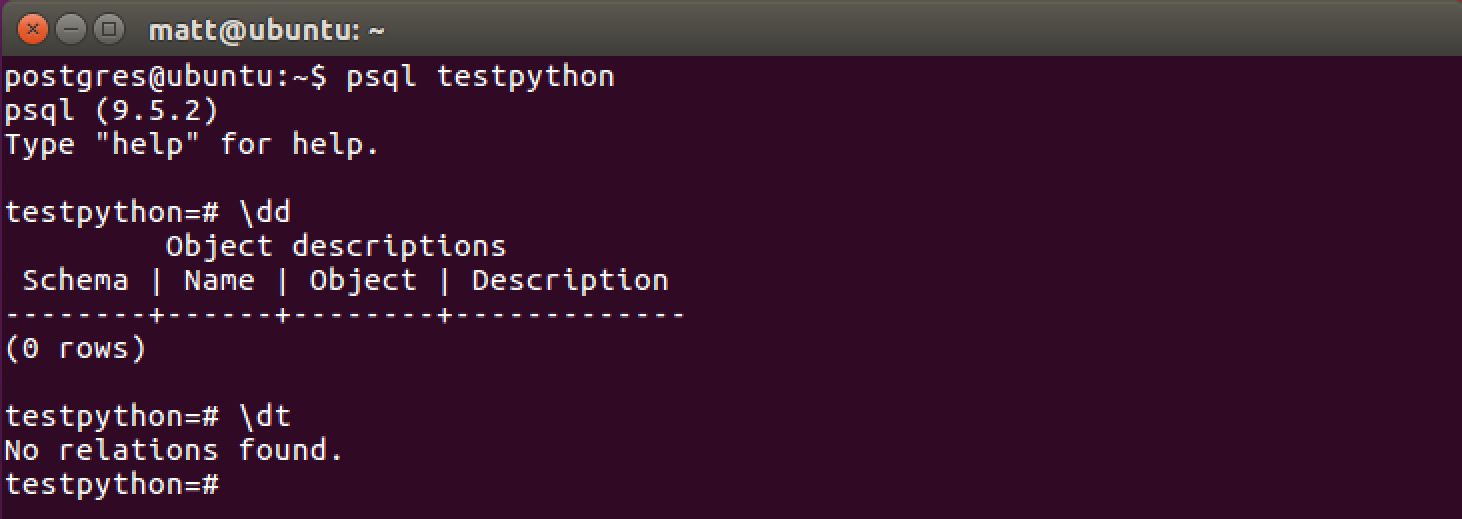 matt@ubuntu: ~
postgres@ubuntu:~$ psql testpython
psql (9.5.2)
Type "help" for help.
testpython=# \dd
         Object descriptions
 Schema | Name | Object | Description
--------+------+--------+-------------
(0 rows)
testpython=# \dt
No relations found.
testpython=#